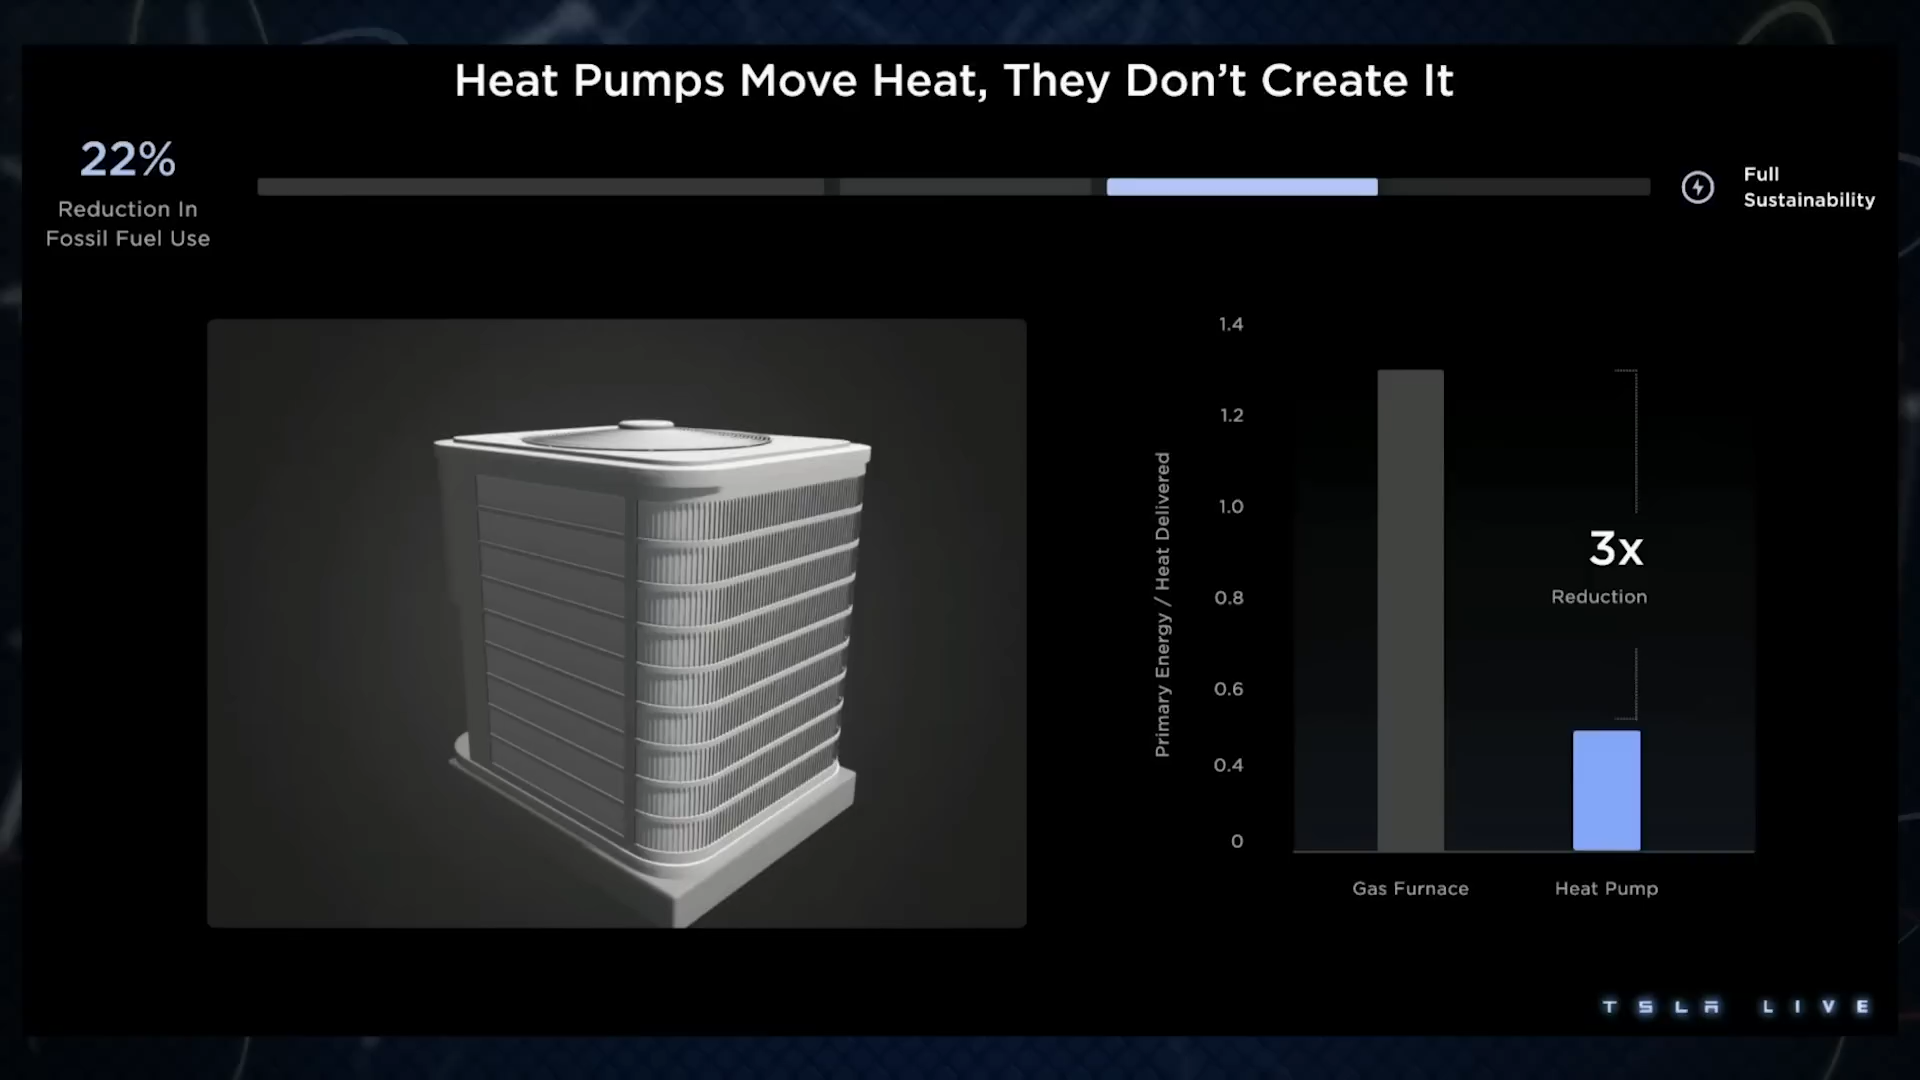 Heat Pumps Move Heat, They Don't Create It
22%
Reduction In
Fossil Fuel Use
Full
Sustainability
1.4
1.2
1.0
0.8
0.6
0.4
0
Primary Energy / Heat Delivered
3x
Reduction
Gas Furnace
Heat Pump
TSLA LIVE